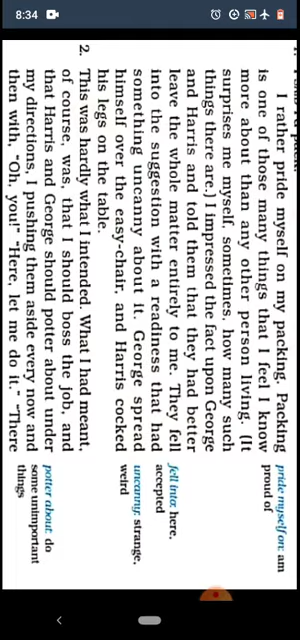 8:34
I rather pride myself on my packing. Packing
is one of those many things that I feel I know
more about than any other person living. (It
surprises me myself, sometimes, how many such
things there are.) I impressed the fact upon George
and Harris and told them that they had better
leave the whole matter entirely to me. They fell
into the suggestion with a readiness that had
something uncanny about it. George spread
himself over the easy-chair, and Harris cocked
his legs on the table.
2. This was hardly what I intended. What I had meant,
of course, was, that I should boss the job, and
that Harris and George should potter about under
my directions, I pushing them aside every now and
then with, "Oh, you!" "Here, let me do it." "There
pride myself on: am
proud of
fell into: here,
accepted
uncanny: strange,
weird
potter about: do
some unimportant
things